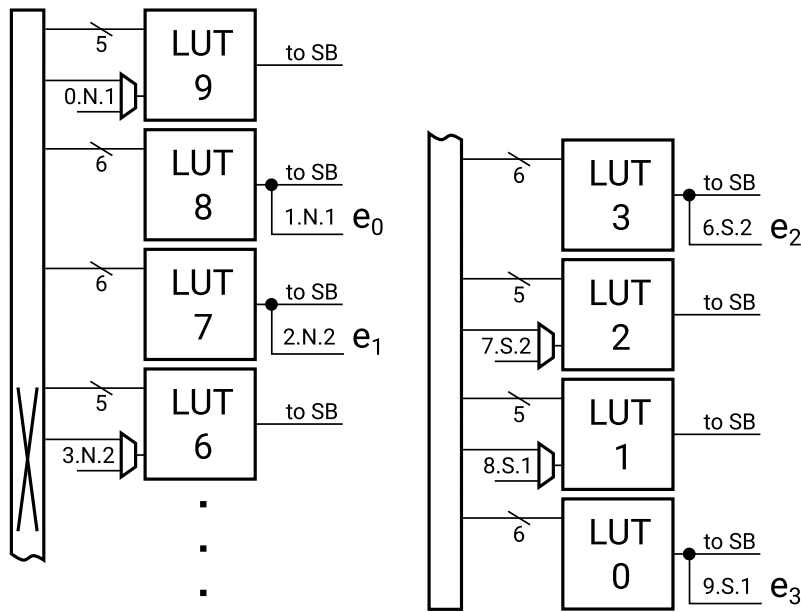 LUT
9
5
to SB
0.N.1
LUT
8
6
to SB
1.N.1
e0
LUT
7
6
to SB
2.N.2
e1
LUT
6
5
to SB
3.N.2
LUT
3
6
to SB
6.S.2
e2
LUT
2
5
to SB
7.S.2
LUT
1
5
to SB
8.S.1
LUT
0
6
to SB
9.S.1
e3